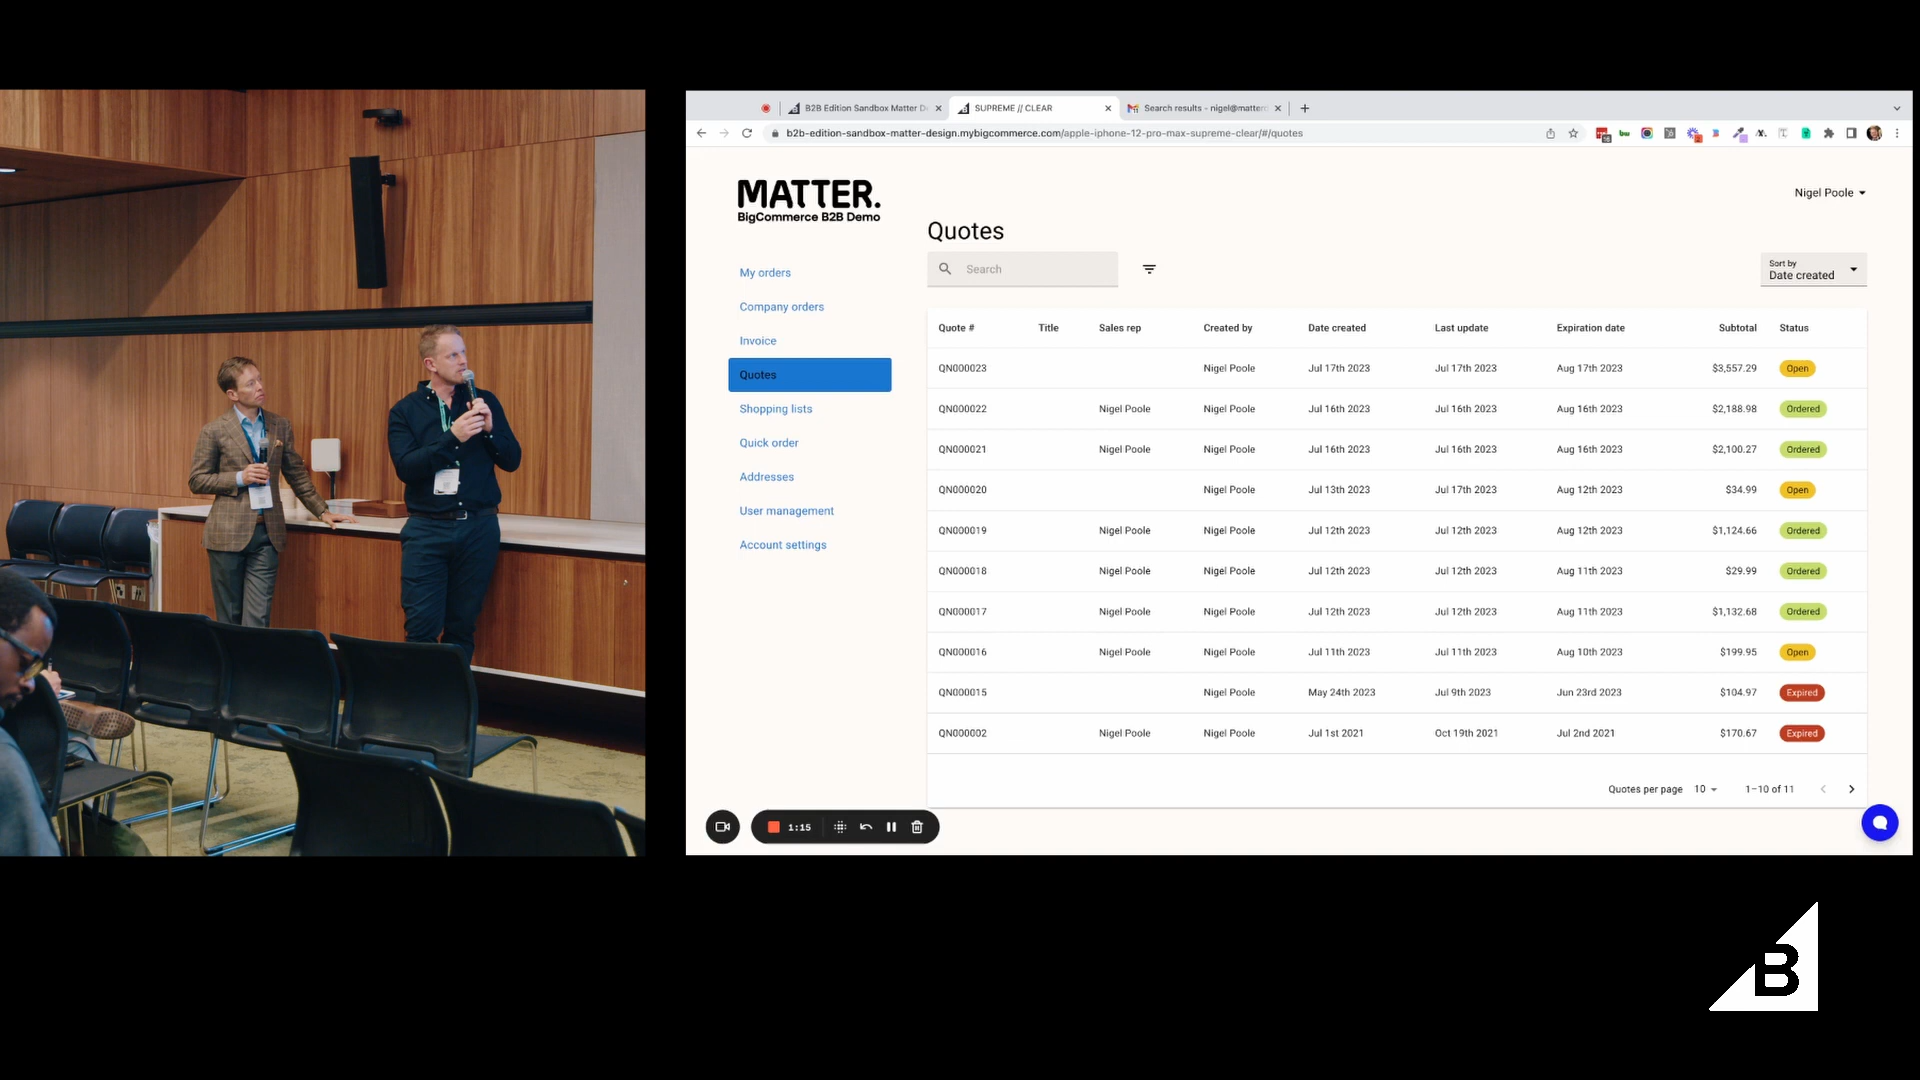 B2B Edition Sandbox Matter D
SUPREME // CLEAR
Search results - nigel@matter
b2b-edition-sandbox-matter-design.mybigcommerce.com/apple-iphone-12-pro-max-supreme-clear/#/quotes
MATTER.
BigCommerce B2B Demo
Nigel Poole
My orders
Company orders
Invoice
Quotes
Shopping lists
Quick order
Addresses
User management
Account settings
Quotes
Search
Sort by
Date created
Quote # Title Sales rep Created by Date created Last update Expiration date Subtotal Status
QN000023 Nigel Poole Jul 17th 2023 Jul 17th 2023 Aug 17th 2023 $3,557.29 Open
QN000022 Nigel Poole Nigel Poole Jul 16th 2023 Jul 16th 2023 Aug 16th 2023 $2,188.98 Ordered
QN000021 Nigel Poole Nigel Poole Jul 16th 2023 Jul 16th 2023 Aug 16th 2023 $2,100.27 Ordered
QN000020 Nigel Poole Jul 13th 2023 Jul 17th 2023 Aug 12th 2023 $34.99 Open
QN000019 Nigel Poole Nigel Poole Jul 12th 2023 Jul 12th 2023 Aug 12th 2023 $1,124.66 Ordered
QN000018 Nigel Poole Nigel Poole Jul 12th 2023 Jul 12th 2023 Aug 11th 2023 $29.99 Ordered
QN000017 Nigel Poole Nigel Poole Jul 12th 2023 Jul 12th 2023 Aug 11th 2023 $1,132.68 Ordered
QN000016 Nigel Poole Nigel Poole Jul 11th 2023 Jul 11th 2023 Aug 10th 2023 $199.95 Open
QN000015 Nigel Poole May 24th 2023 Jul 9th 2023 Jun 23rd 2023 $104.97 Expired
QN000002 Nigel Poole Nigel Poole Jul 1st 2021 Oct 19th 2021 Jul 2nd 2021 $170.67 Expired
Quotes per page 10 1–10 of 11
1:15
B